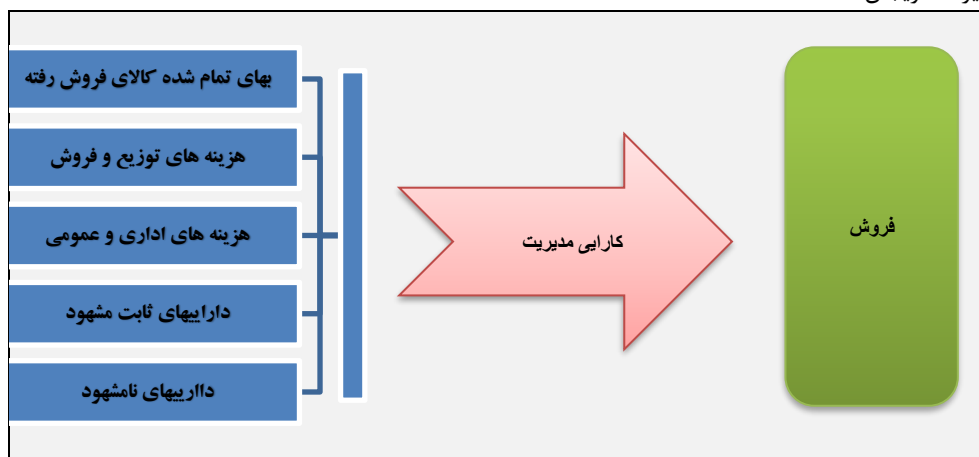 بهای تمام شده کالای فروش رفته
هزینه های توزیع و فروش
هزینه های اداری و عمومی
داراییهای ثابت مشهود
داارییهای نامشهود
کارایی مدیریت
فروش